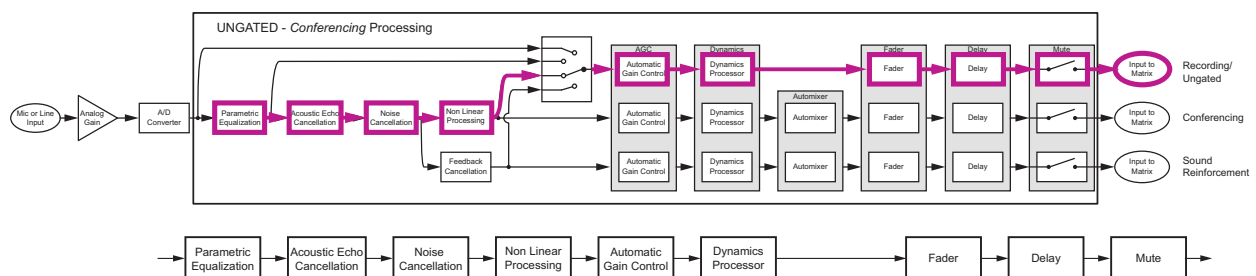 UNGATED - Conferencing Processing
AGC
Dynamics
Fader
Delay
Mute
Automatic
Gain Control
Dynamics
Processor
Fader
Delay
Input to
Matrix
Recording/
Ungated
Mic or Line
Input
Analog
Gain
A/D
Converter
Parametric
Equalization
Acoustic Echo
Cancellation
Noise
Cancellation
Non Linear
Processing
Automatic
Gain Control
Dynamics
Processor
Automixer
Automixer
Fader
Delay
Input to
Matrix
Conferencing
Feedback
Cancellation
Automatic
Gain Control
Dynamics
Processor
Automixer
Fader
Delay
Input to
Matrix
Sound
Reinforcement
Parametric
Equalization
Acoustic Echo
Cancellation
Noise
Cancellation
Non Linear
Processing
Automatic
Gain Control
Dynamics
Processor
Fader
Delay
Mute